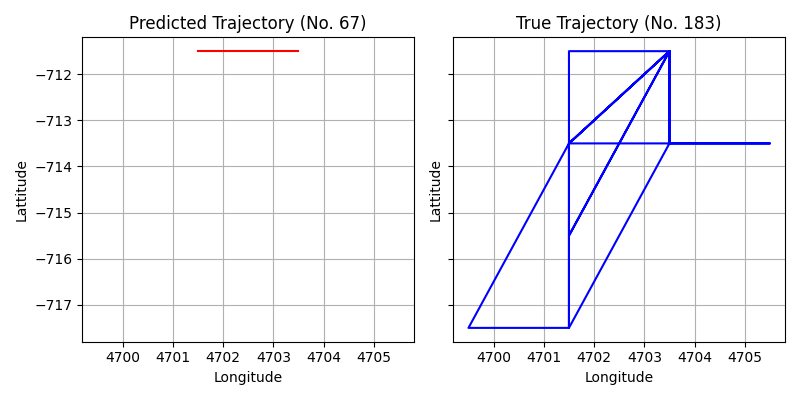 Predicted Trajectory (No. 67)
True Trajectory (No. 183)
Lattitude
−712
−713
−714
−715
−716
−717
4700 4701 4702 4703 4704 4705
Longitude
Lattitude
4700 4701 4702 4703 4704 4705
Longitude